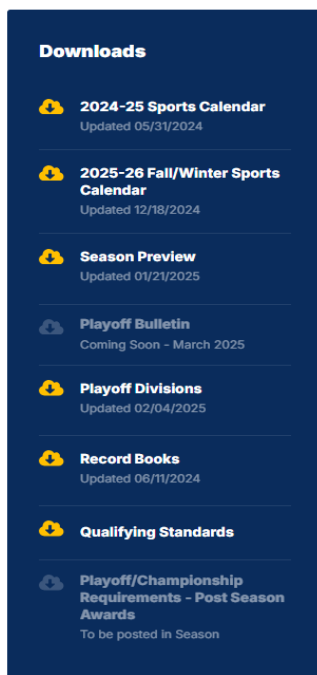 Downloads
2024-25 Sports Calendar
Updated 05/31/2024
2025-26 Fall/Winter Sports
Calendar
Updated 12/18/2024
Season Preview
Updated 01/21/2025
Playoff Bulletin
Coming Soon - March 2025
Playoff Divisions
Updated 02/04/2025
Record Books
Updated 06/11/2024
Qualifying Standards
Playoff/Championship
Requirements - Post Season
Awards
To be posted in Season